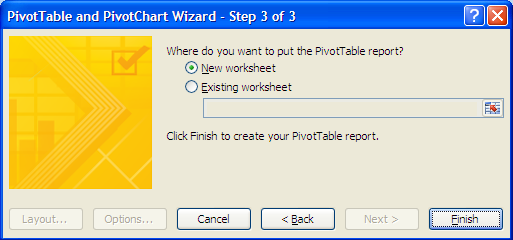 PivotTable and PivotChart Wizard - Step 3 of 3
Where do you want to put the PivotTable report?
New worksheet
Existing worksheet
Click Finish to create your PivotTable report.
Layout... Options... Cancel < Back Next > Finish